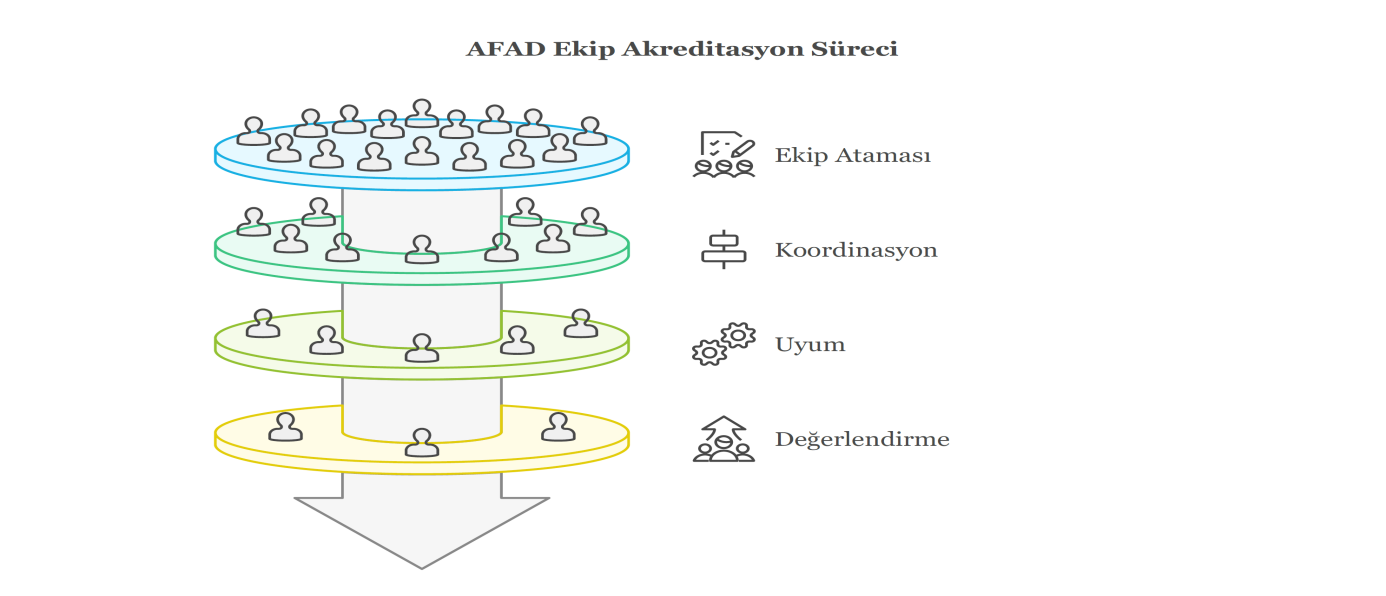 AFAD Ekip Akreditasyon Süreci
Ekip Ataması
Koordinasyon
Uyum
Değerlendirme